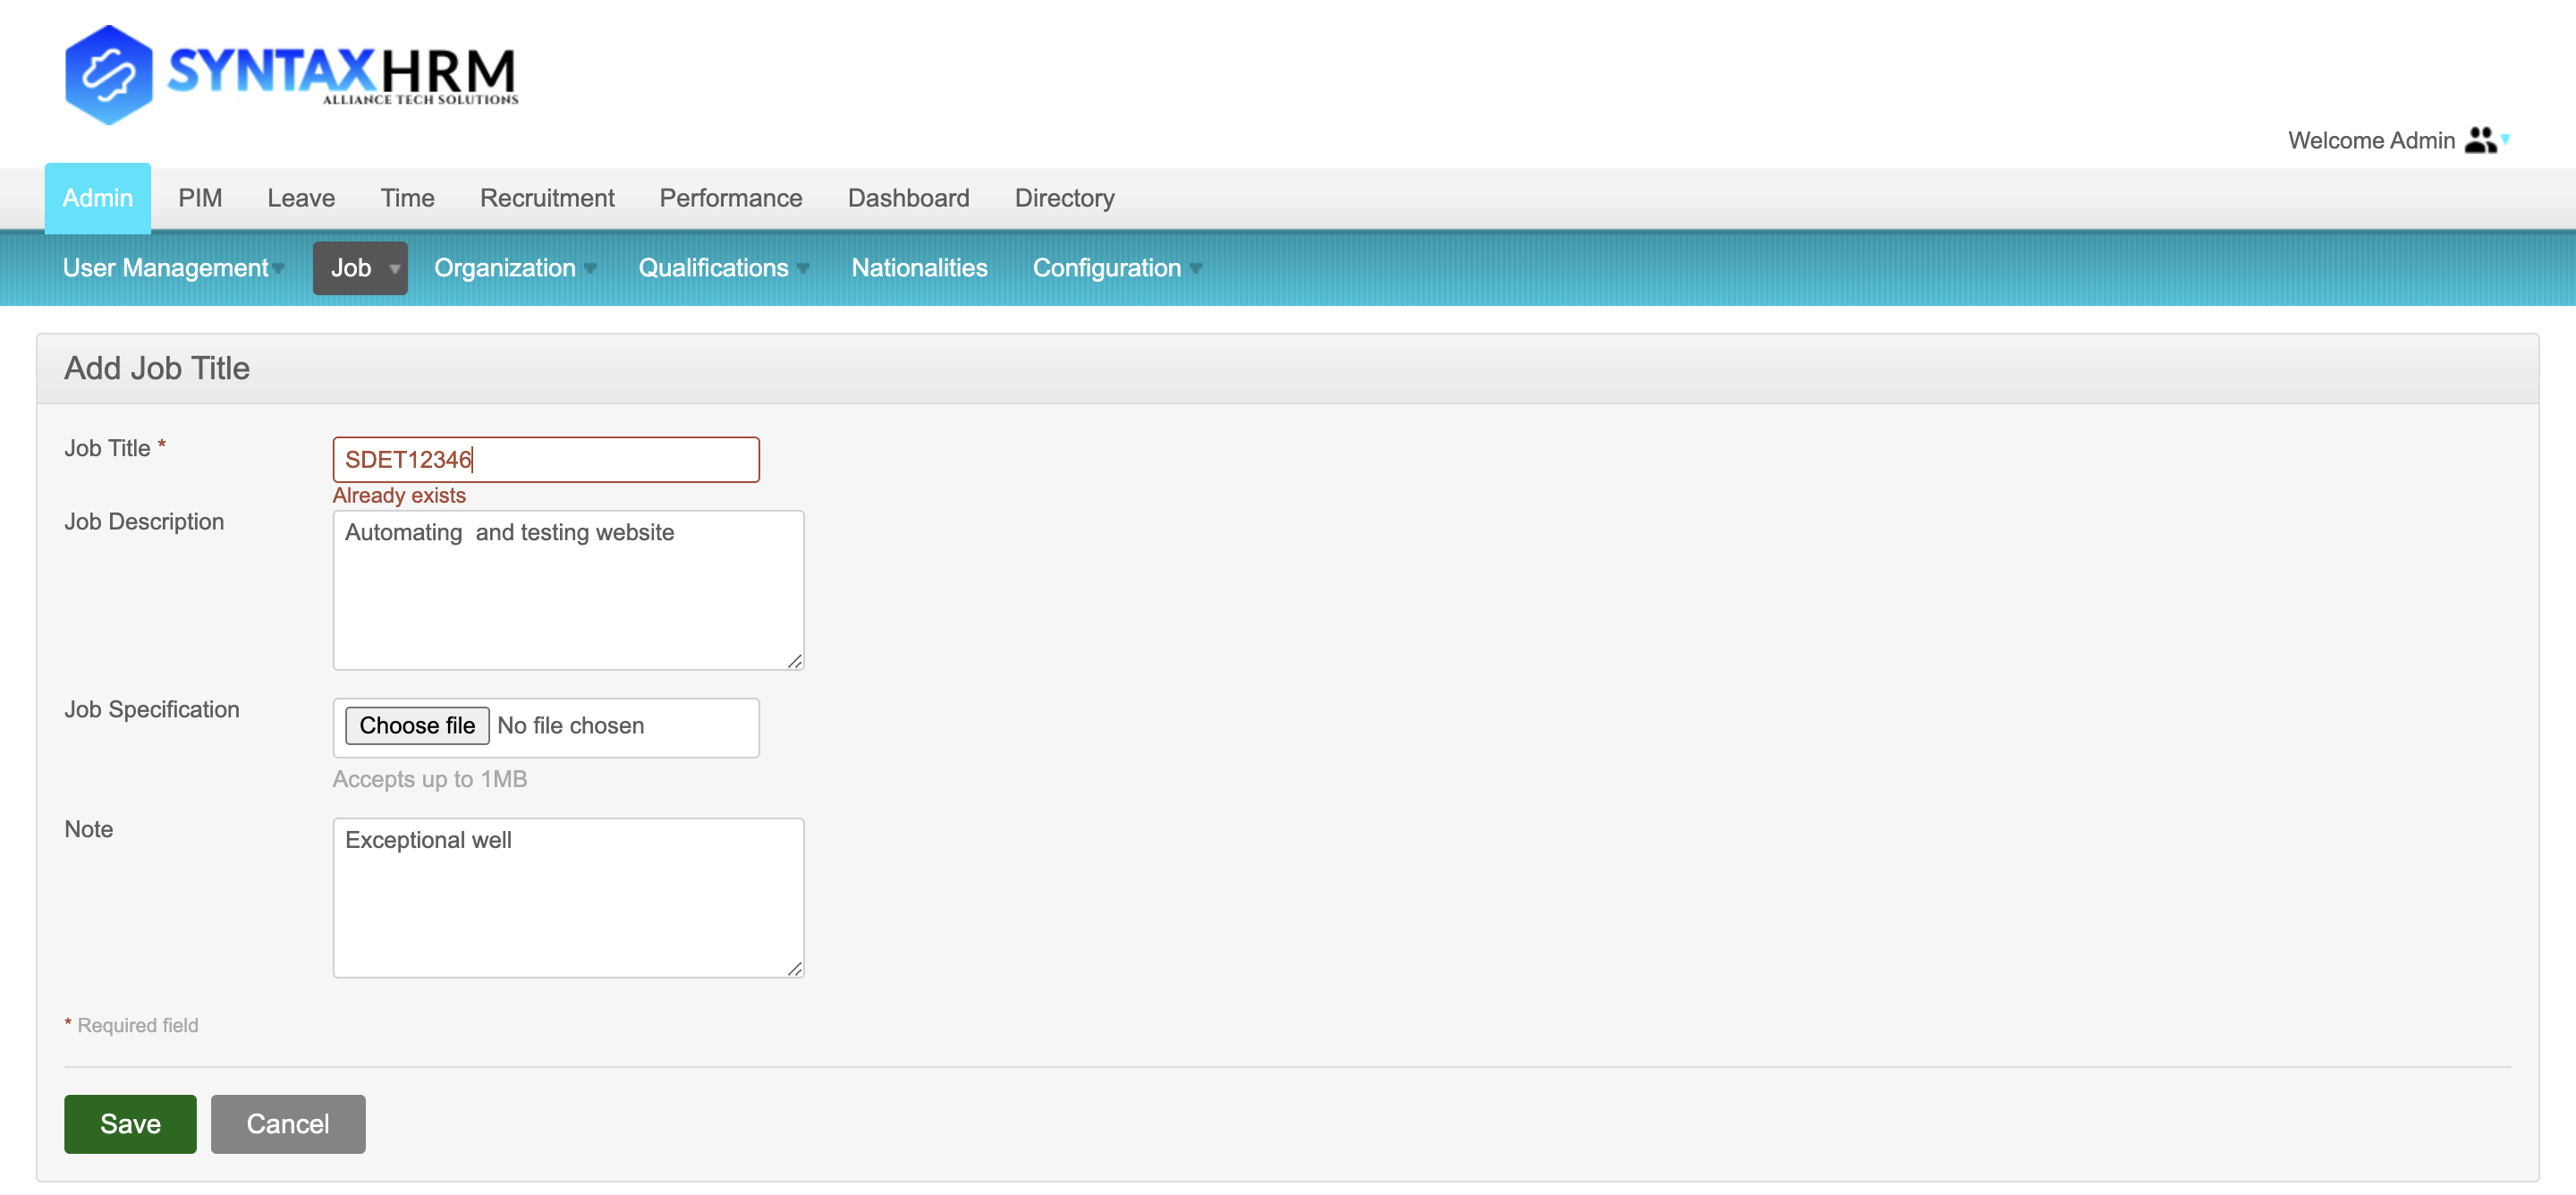 SYNTAXHRM
ALLIANCE TECH SOLUTIONS
Welcome Admin
Admin PIM Leave Time Recruitment Performance Dashboard Directory
User Management Job Organization Qualifications Nationalities Configuration
Add Job Title
Job Title * SDET12346
Already exists
Job Description Automating  and testing website
Job Specification Choose file No file chosen
Accepts up to 1MB
Note Exceptional well
* Required field
Save Cancel